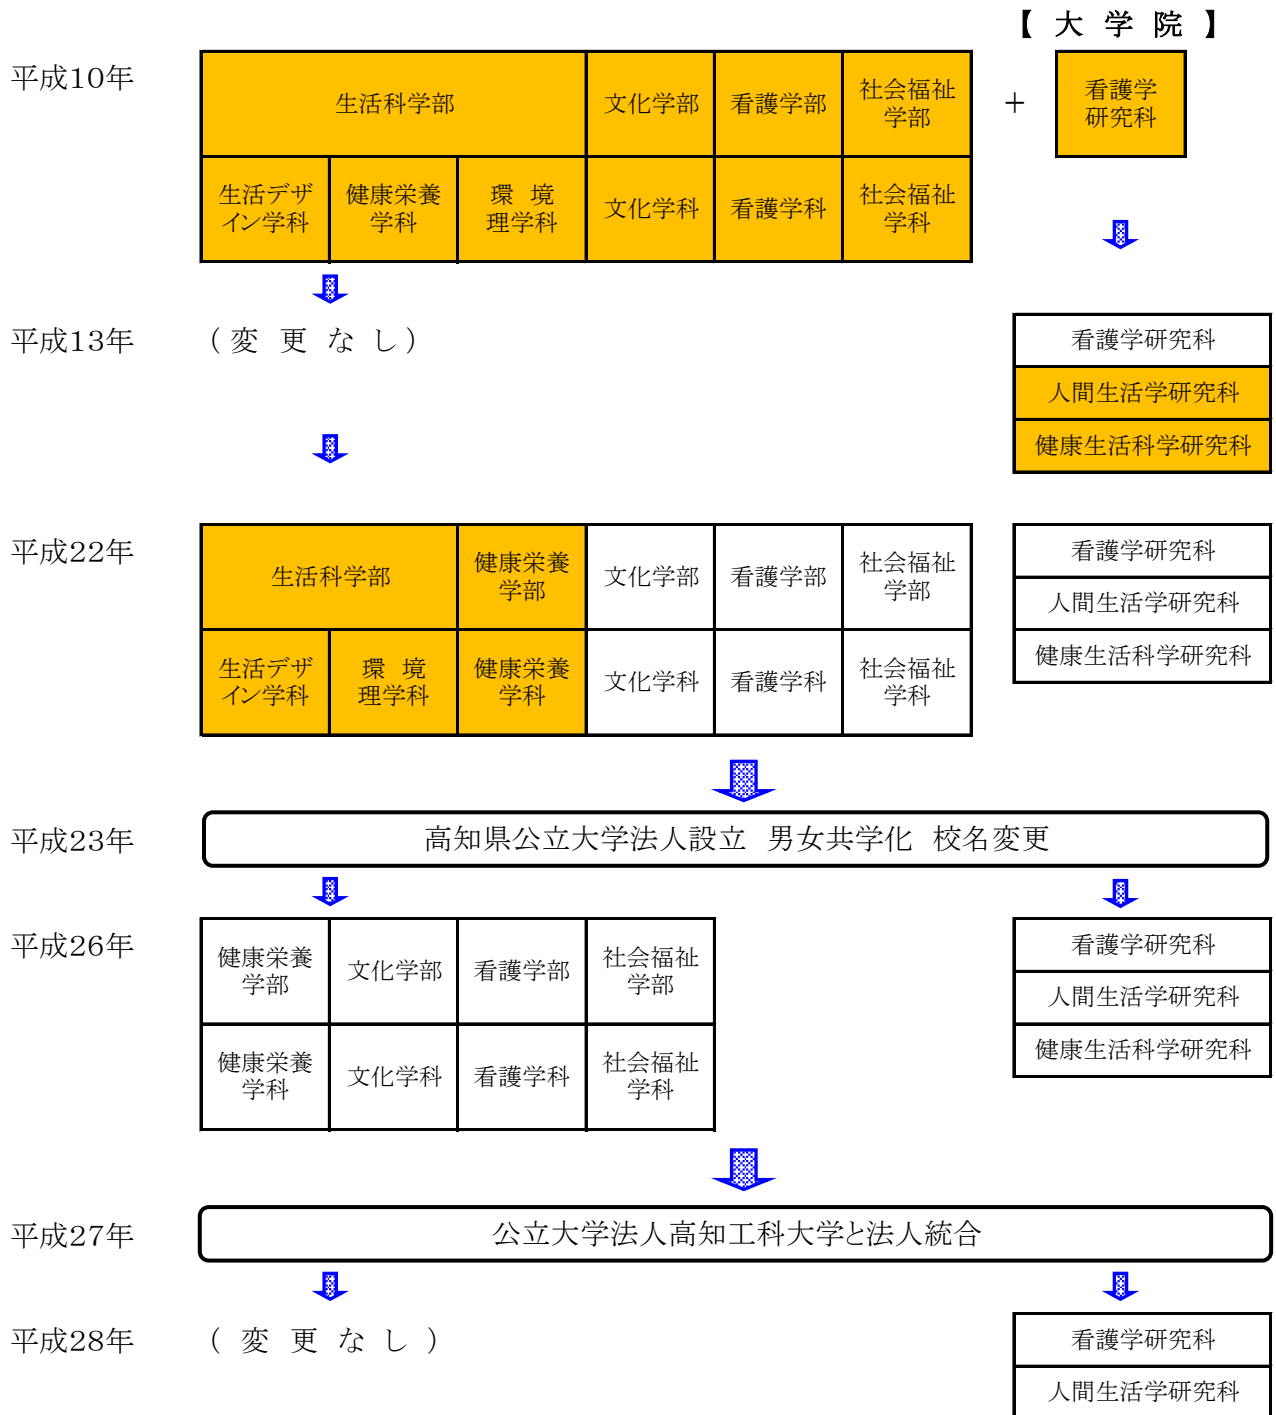 【 大 学 院 】
平成10年
生活科学部
文化学部
看護学部
社会福祉
学部
+
看護学
研究科
生活デザ
イン学科
健康栄養
学科
環 境
理学科
文化学科
看護学科
社会福祉
学科
平成13年
（変 更 な し）
看護学研究科
人間生活学研究科
健康生活科学研究科
平成22年
生活科学部
健康栄養
学部
文化学部
看護学部
社会福祉
学部
生活デザ
イン学科
環 境
理学科
健康栄養
学科
文化学科
看護学科
社会福祉
学科
看護学研究科
人間生活学研究科
健康生活科学研究科
平成23年
高知県公立大学法人設立 男女共学化 校名変更
平成26年
健康栄養
学部
文化学部
看護学部
社会福祉
学部
健康栄養
学科
文化学科
看護学科
社会福祉
学科
看護学研究科
人間生活学研究科
健康生活科学研究科
平成27年
公立大学法人高知工科大学と法人統合
平成28年
（ 変 更 な し ）
看護学研究科
人間生活学研究科